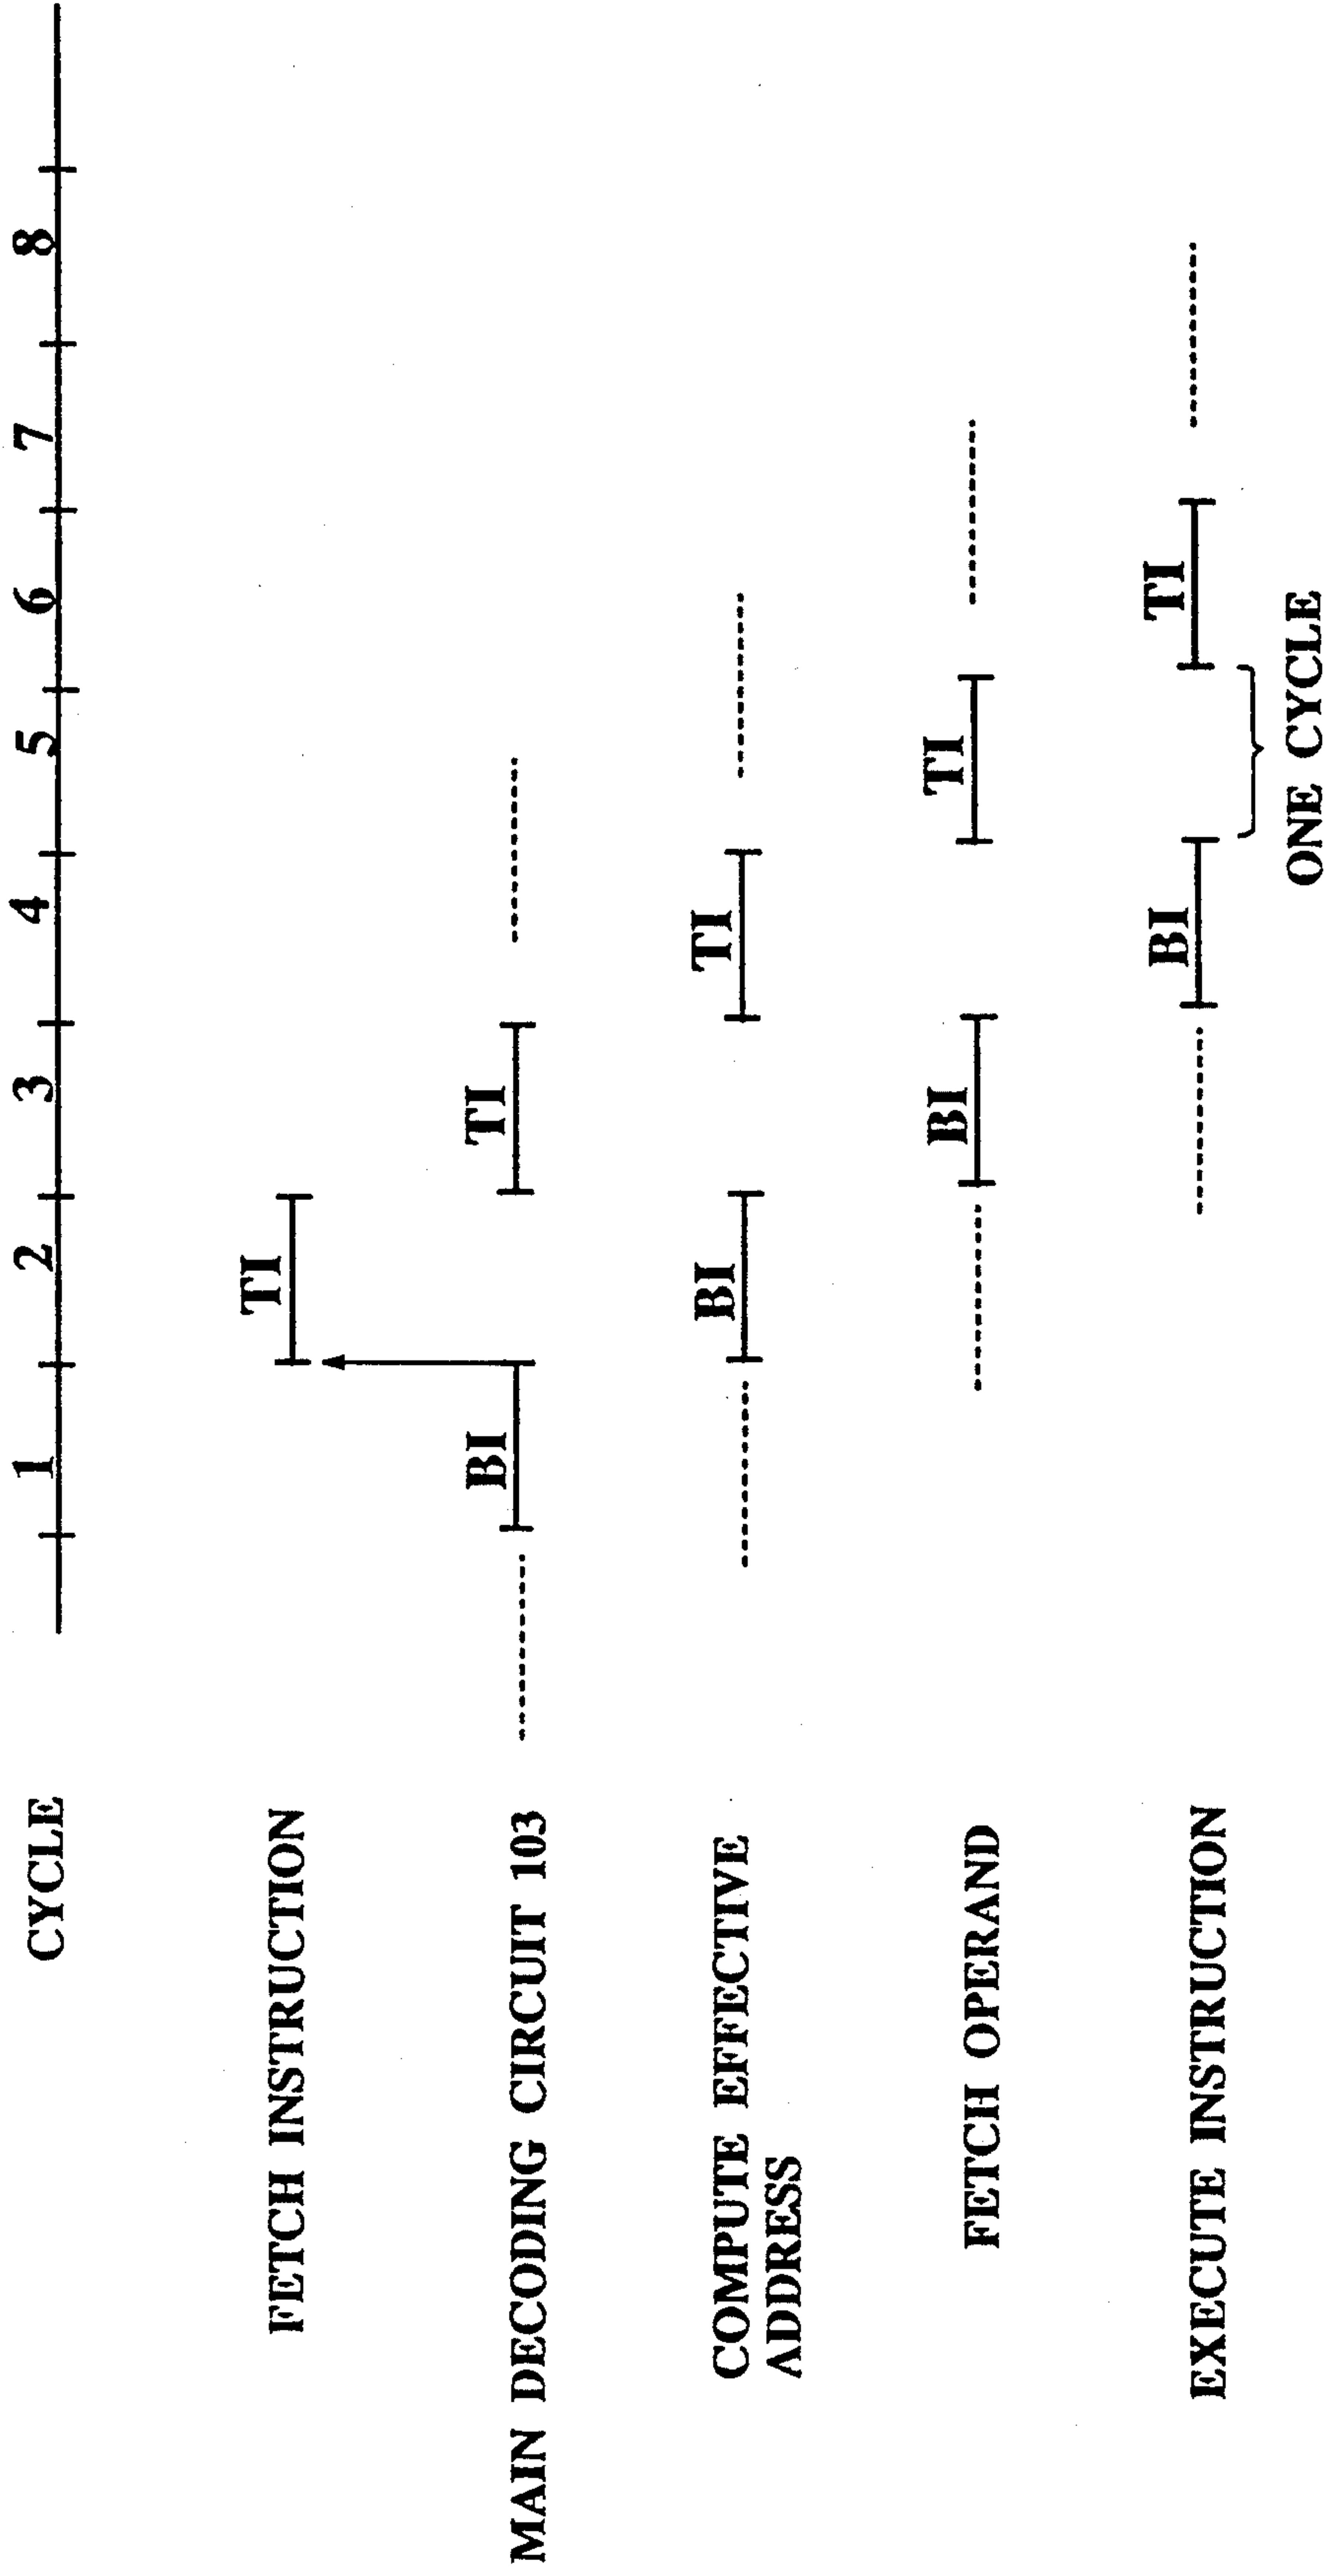 CYCLE 1 2 3 4 5 6 7 8
FETCH INSTRUCTION TI
MAIN DECODING CIRCUIT 103 BI TI
COMPUTE EFFECTIVE ADDRESS BI TI
FETCH OPERAND BI TI
EXECUTE INSTRUCTION BI TI
ONE CYCLE